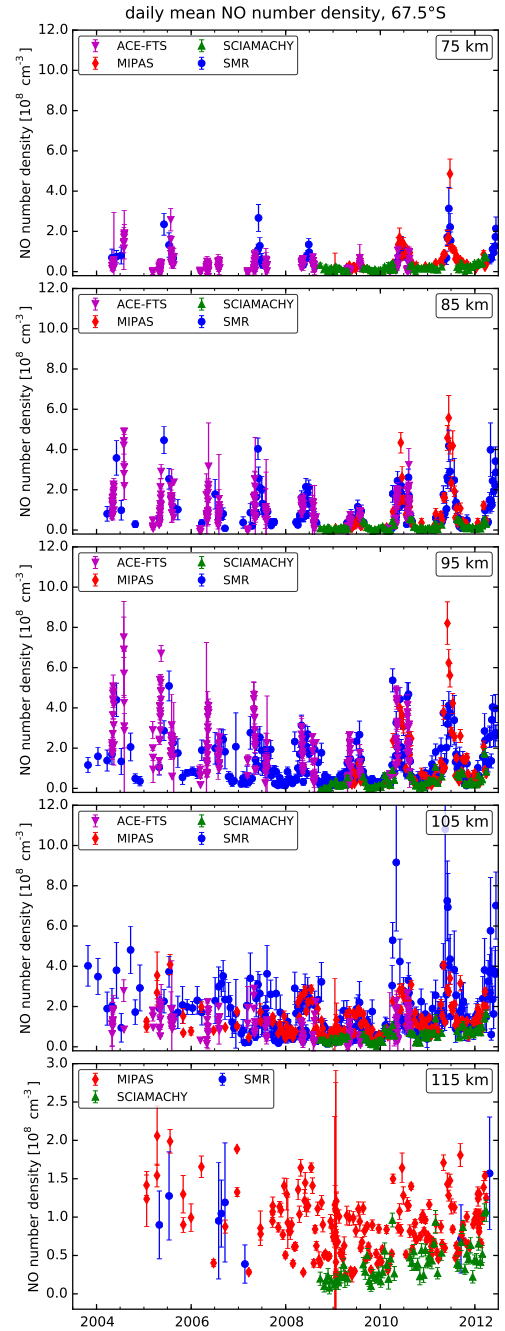 daily mean NO number density, 67.5°S
12.0 ACE-FTS SCIAMACHY 75 km
MIPAS SMR
10.0
8.0
6.0
4.0
2.0
0.0
NO number density [10⁸ cm⁻³ ]
12.0 ACE-FTS SCIAMACHY 85 km
MIPAS SMR
10.0
8.0
6.0
4.0
2.0
0.0
NO number density [10⁸ cm⁻³ ]
12.0 ACE-FTS SCIAMACHY 95 km
MIPAS SMR
10.0
8.0
6.0
4.0
2.0
0.0
NO number density [10⁸ cm⁻³ ]
12.0 ACE-FTS SCIAMACHY 105 km
MIPAS SMR
10.0
8.0
6.0
4.0
2.0
0.0
NO number density [10⁸ cm⁻³ ]
3.0 MIPAS SMR 115 km
SCIAMACHY
2.5
2.0
1.5
1.0
0.5
0.0
NO number density [10⁸ cm⁻³ ]
2004 2006 2008 2010 2012